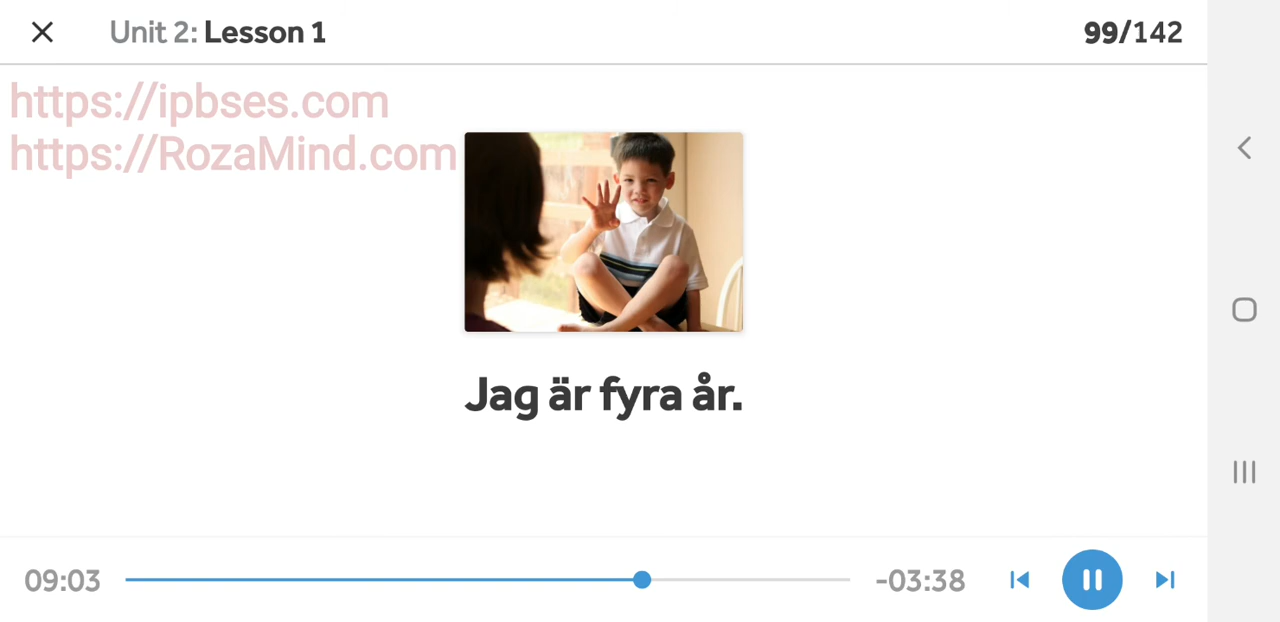 Unit 2: Lesson 1
99/142
https://ipbses.com
https://RozaMind.com
Jag är fyra år.
09:03
-03:38